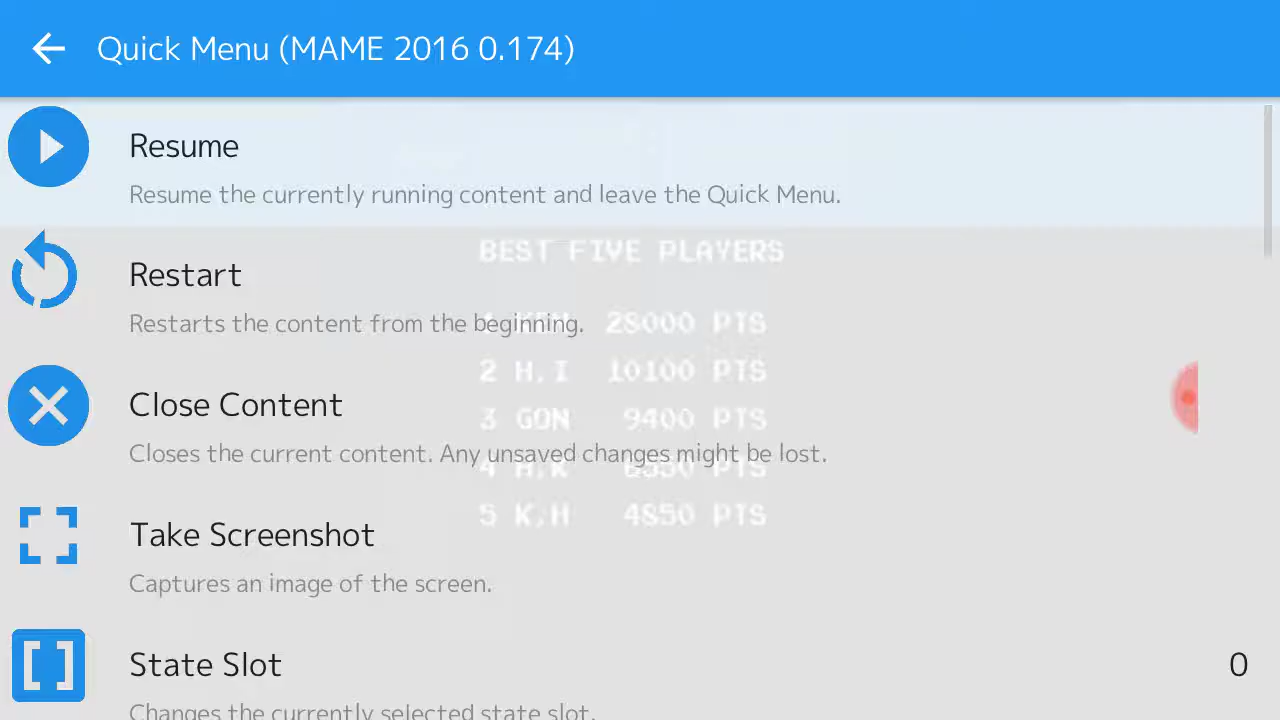 Quick Menu (MAME 2016 0.174)
Resume
Resume the currently running content and leave the Quick Menu.
BEST FIVE PLAYERS
Restart
Restarts the content from the beginning.
28000 PTS
2 H,I 10100 PTS
Close Content
3 GON 9400 PTS
Closes the current content. Any unsaved changes might be lost.
4 H,K PTS
5 K,H 4850 PTS
Take Screenshot
Captures an image of the screen.
State Slot 0
Changes the currently selected state slot.